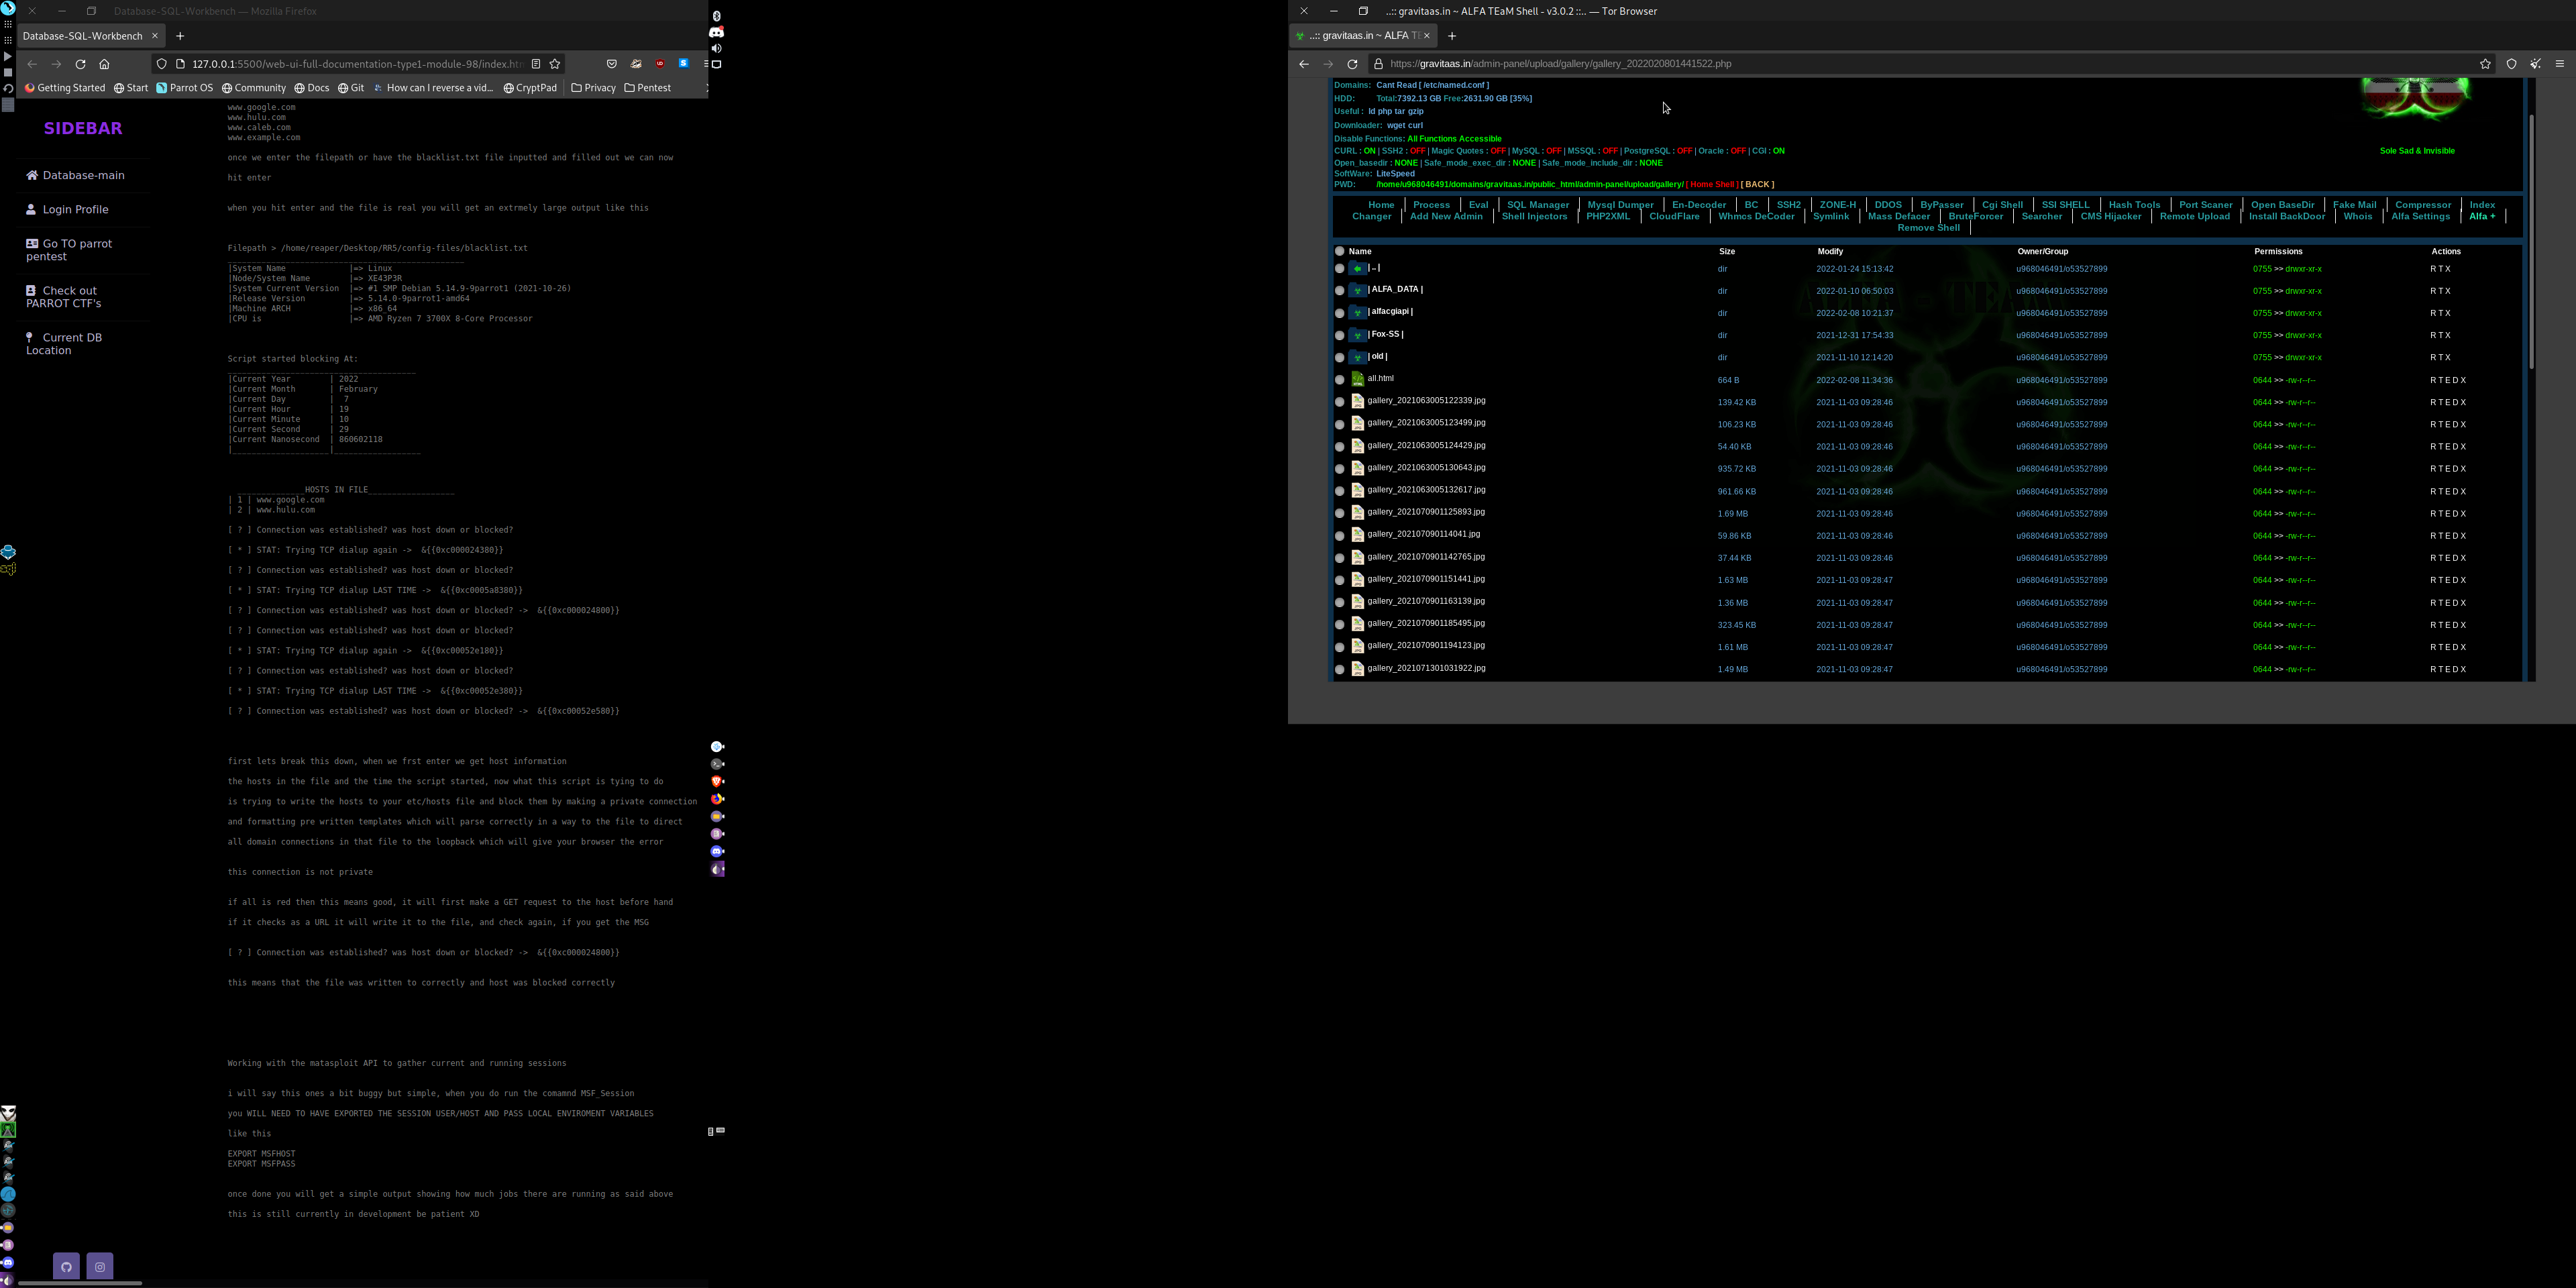 Database-SQL-Workbench — Mozilla Firefox
Database-SQL-Workbench
127.0.0.1:5500/web-ui-full-documentation-type1-module-98/index.htm
Getting Started Start Parrot OS Community Docs Git How can I reverse a vid... CryptPad Privacy Pentest
SIDEBAR
Database-main
Login Profile
Go TO parrot
pentest
Check out
PARROT CTF's
Current DB
Location
www.google.com
www.hulu.com
www.caleb.com
www.example.com
once we enter the filepath or have the blacklist.txt file inputted and filled out we can now
hit enter
when you hit enter and the file is real you will get an extrmely large output like this
Filepath > /home/reaper/Desktop/RR5/config-files/blacklist.txt
|System Name |=> Linux
|Node/System Name |=> XE43P3R
|System Current Version |=> #1 SMP Debian 5.14.9-9parrot1 (2021-10-26)
|Release Version |=> 5.14.0-9parrot1-amd64
|Machine ARCH |=> x86_64
|CPU is |=> AMD Ryzen 7 3700X 8-Core Processor
Script started blocking At:
|Current Year | 2022
|Current Month | February
|Current Day | 7
|Current Hour | 19
|Current Minute | 10
|Current Second | 29
|Current Nanosecond | 860602118
|____________________|__________________
______________HOSTS IN FILE__________________
| 1 | www.google.com
| 2 | www.hulu.com
[ ? ] Connection was established? was host down or blocked?
[ * ] STAT: Trying TCP dialup again -> &{{0xc000024380}}
[ ? ] Connection was established? was host down or blocked?
[ * ] STAT: Trying TCP dialup LAST TIME -> &{{0xc0005a8380}}
[ ? ] Connection was established? was host down or blocked? -> &{{0xc000024800}}
[ ? ] Connection was established? was host down or blocked?
[ * ] STAT: Trying TCP dialup again -> &{{0xc00052e180}}
[ ? ] Connection was established? was host down or blocked?
[ * ] STAT: Trying TCP dialup LAST TIME -> &{{0xc00052e380}}
[ ? ] Connection was established? was host down or blocked? -> &{{0xc00052e580}}
first lets break this down, when we frst enter we get host information
the hosts in the file and the time the script started, now what this script is tying to do
is trying to write the hosts to your etc/hosts file and block them by making a private connection
and formatting pre written templates which will parse correctly in a way to the file to direct
all domain connections in that file to the loopback which will give your browser the error
this connection is not private
if all is red then this means good, it will first make a GET request to the host before hand
if it checks as a URL it will write it to the file, and check again, if you get the MSG
[ ? ] Connection was established? was host down or blocked? -> &{{0xc000024800}}
this means that the file was written to correctly and host was blocked correctly
Working with the matasploit API to gather current and running sessions
i will say this ones a bit buggy but simple, when you do run the comamnd MSF_Session
you WILL NEED TO HAVE EXPORTED THE SESSION USER/HOST AND PASS LOCAL ENVIROMENT VARIABLES
like this
EXPORT MSFHOST
EXPORT MSFPASS
once done you will get a simple output showing how much jobs there are running as said above
this is still currently in development be patient XD
..:: gravitaas.in ~ ALFA TEaM Shell - v3.0.2 ::.. — Tor Browser
..:: gravitaas.in ~ ALFA TE
https://gravitaas.in/admin-panel/upload/gallery/gallery_2022020801441522.php
Domains: Cant Read [ /etc/named.conf ]
HDD: Total:7392.13 GB Free:2631.90 GB [35%]
Useful : ld php tar gzip
Downloader: wget curl
Disable Functions: All Functions Accessible
CURL : ON | SSH2 : OFF | Magic Quotes : OFF | MySQL : OFF | MSSQL : OFF | PostgreSQL : OFF | Oracle : OFF | CGI : ON
Open_basedir : NONE | Safe_mode_exec_dir : NONE | Safe_mode_include_dir : NONE
SoftWare: LiteSpeed
PWD: /home/u968046491/domains/gravitaas.in/public_html/admin-panel/upload/gallery/ [ Home Shell ] [ BACK ]
Sole Sad & Invisible
Home | Process | Eval | SQL Manager | Mysql Dumper | En-Decoder | BC | SSH2 | ZONE-H | DDOS | ByPasser | Cgi Shell | SSI SHELL | Hash Tools | Port Scaner | Open BaseDir | Fake Mail | Compressor | Index
Changer | Add New Admin | Shell Injectors | PHP2XML | CloudFlare | Whmcs DeCoder | Symlink | Mass Defacer | BruteForcer | Searcher | CMS Hijacker | Remote Upload | Install BackDoor | Whois | Alfa Settings | Alfa + |
Remove Shell |
Name Size Modify Owner/Group Permissions Actions
| .. | dir 2022-01-24 15:13:42 u968046491/o53527899 0755 >> drwxr-xr-x R T X
| ALFA_DATA | dir 2022-01-10 06:50:03 u968046491/o53527899 0755 >> drwxr-xr-x R T X
| alfacgiapi | dir 2022-02-08 10:21:37 u968046491/o53527899 0755 >> drwxr-xr-x R T X
| Fox-SS | dir 2021-12-31 17:54:33 u968046491/o53527899 0755 >> drwxr-xr-x R T X
| old | dir 2021-11-10 12:14:20 u968046491/o53527899 0755 >> drwxr-xr-x R T X
all.html 664 B 2022-02-08 11:34:36 u968046491/o53527899 0644 >> -rw-r--r-- R T E D X
gallery_2021063005122339.jpg 139.42 KB 2021-11-03 09:28:46 u968046491/o53527899 0644 >> -rw-r--r-- R T E D X
gallery_2021063005123499.jpg 106.23 KB 2021-11-03 09:28:46 u968046491/o53527899 0644 >> -rw-r--r-- R T E D X
gallery_2021063005124429.jpg 54.40 KB 2021-11-03 09:28:46 u968046491/o53527899 0644 >> -rw-r--r-- R T E D X
gallery_2021063005130643.jpg 935.72 KB 2021-11-03 09:28:46 u968046491/o53527899 0644 >> -rw-r--r-- R T E D X
gallery_2021063005132617.jpg 961.66 KB 2021-11-03 09:28:46 u968046491/o53527899 0644 >> -rw-r--r-- R T E D X
gallery_2021070901125893.jpg 1.69 MB 2021-11-03 09:28:46 u968046491/o53527899 0644 >> -rw-r--r-- R T E D X
gallery_202107090114041.jpg 59.86 KB 2021-11-03 09:28:46 u968046491/o53527899 0644 >> -rw-r--r-- R T E D X
gallery_2021070901142765.jpg 37.44 KB 2021-11-03 09:28:46 u968046491/o53527899 0644 >> -rw-r--r-- R T E D X
gallery_2021070901151441.jpg 1.63 MB 2021-11-03 09:28:47 u968046491/o53527899 0644 >> -rw-r--r-- R T E D X
gallery_2021070901163139.jpg 1.36 MB 2021-11-03 09:28:47 u968046491/o53527899 0644 >> -rw-r--r-- R T E D X
gallery_2021070901185495.jpg 323.45 KB 2021-11-03 09:28:47 u968046491/o53527899 0644 >> -rw-r--r-- R T E D X
gallery_2021070901194123.jpg 1.61 MB 2021-11-03 09:28:47 u968046491/o53527899 0644 >> -rw-r--r-- R T E D X
gallery_2021071301031922.jpg 1.49 MB 2021-11-03 09:28:47 u968046491/o53527899 0644 >> -rw-r--r-- R T E D X